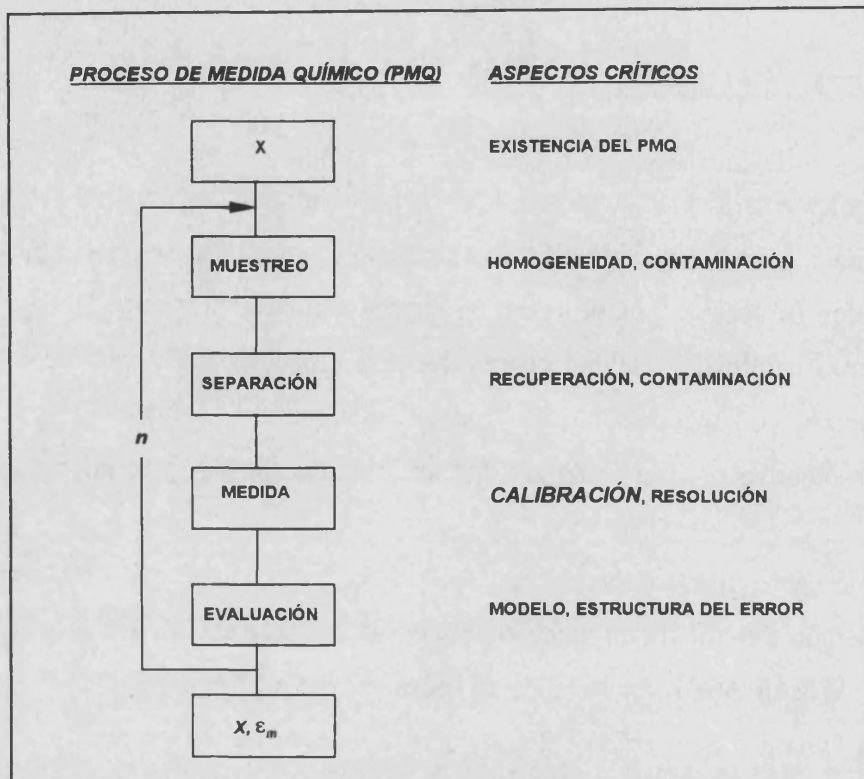 PROCESO DE MEDIDA QUÍMICO (PMQ) ASPECTOS CRÍTICOS
X EXISTENCIA DEL PMQ
MUESTREO HOMOGENEIDAD, CONTAMINACIÓN
SEPARACIÓN RECUPERACIÓN, CONTAMINACIÓN
n
MEDIDA CALIBRACIÓN, RESOLUCIÓN
EVALUACIÓN MODELO, ESTRUCTURA DEL ERROR
X, εm